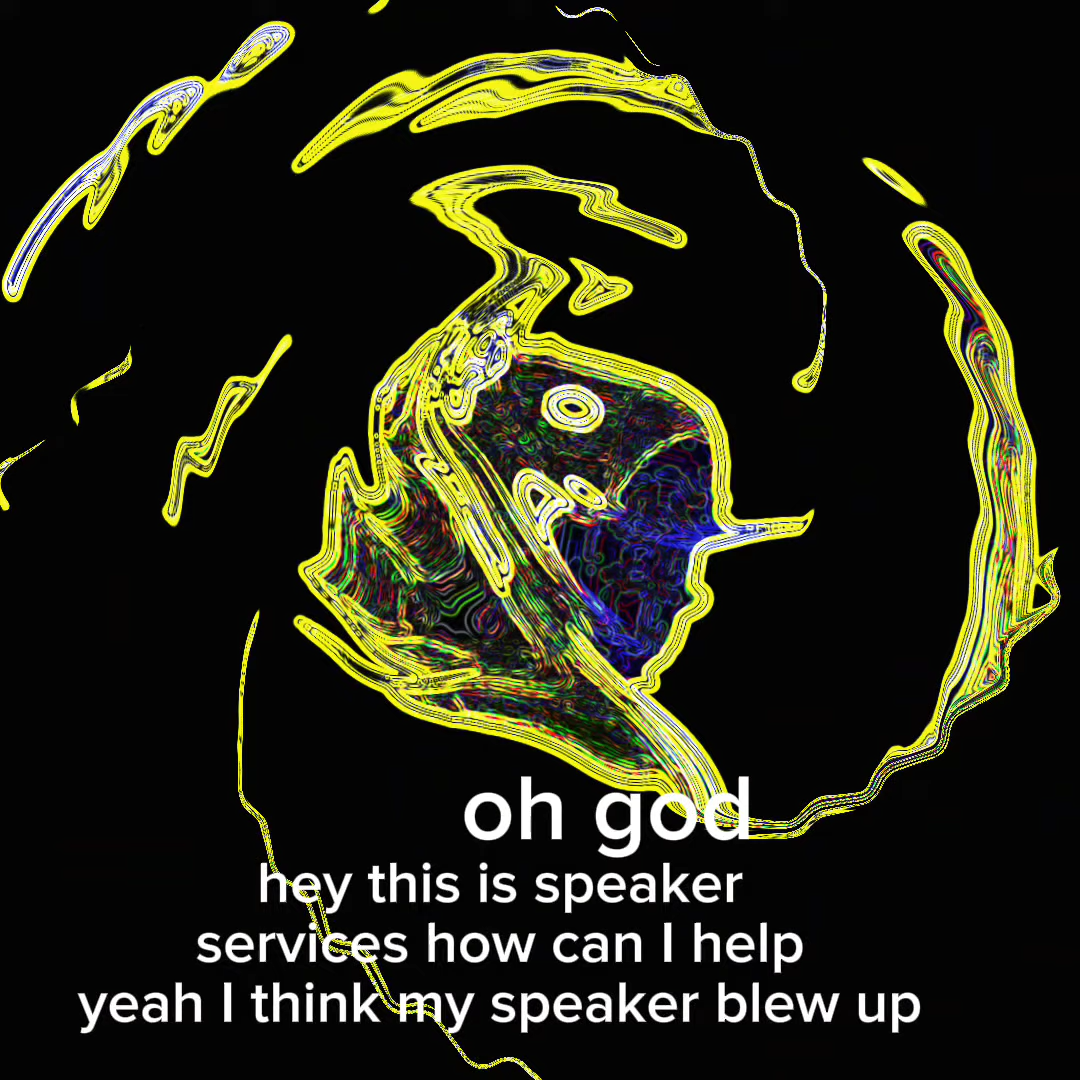 oh god
hey this is speaker
services how can I help
yeah I think my speaker blew up